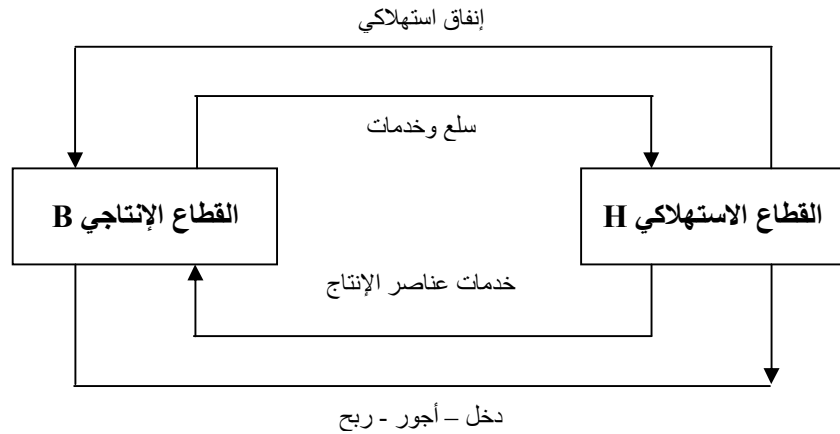 إنفاق استهلاكي
سلع وخدمات
القطاع الاستهلاكي H
القطاع الإنتاجي B
خدمات عناصر الإنتاج
دخل – أجور - ربح